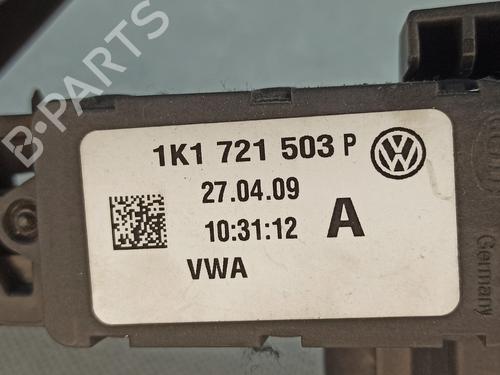 B-PARTS
1K1 721 503 P
27.04.09
10:31:12 A
VWA
Germany